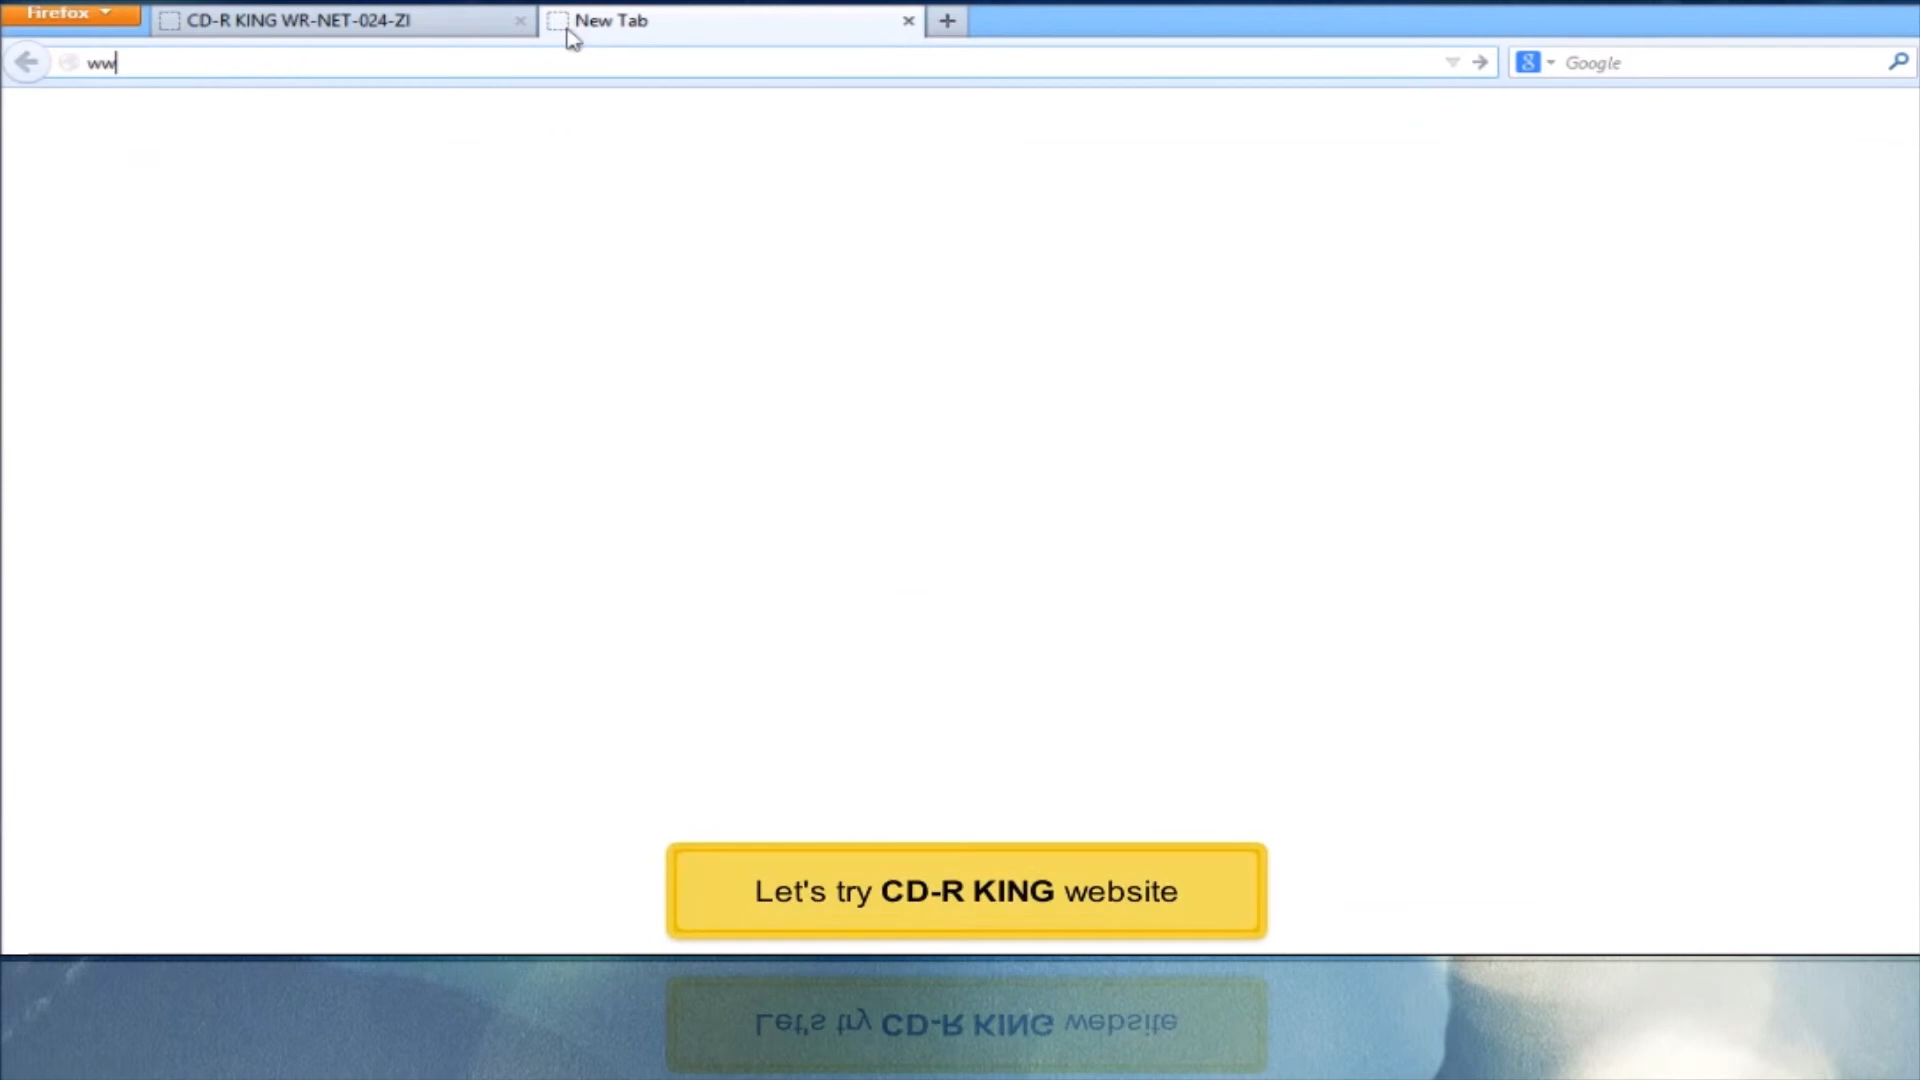 Firefox
CD-R KING WR-NET-024-ZI
New Tab
ww
Google
Let's try CD-R KING website
Let's try CD-R KING website